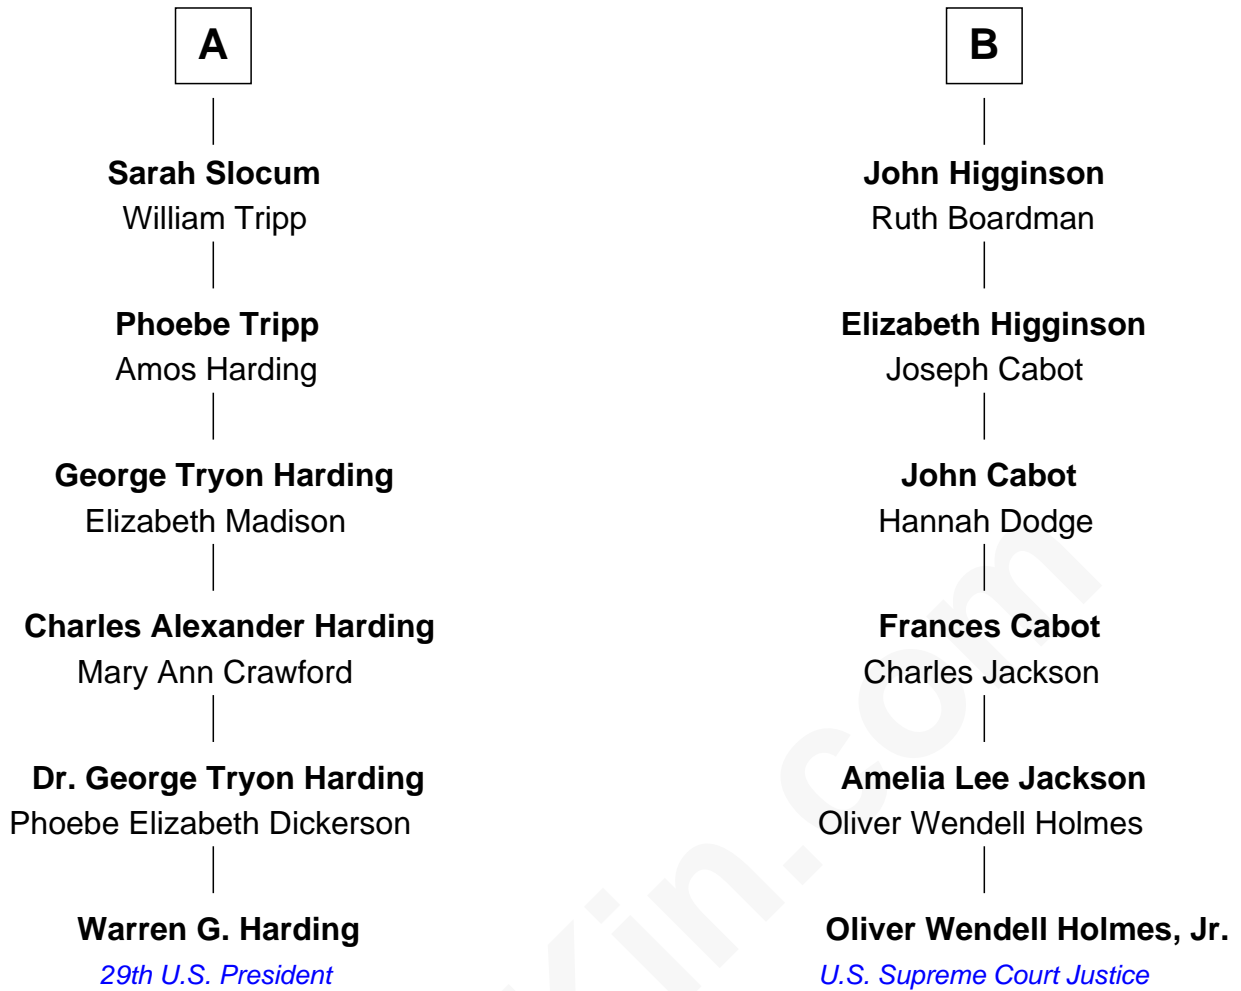 A
Sarah Slocum
William Tripp
Phoebe Tripp
Amos Harding
George Tryon Harding
Elizabeth Madison
Charles Alexander Harding
Mary Ann Crawford
Dr. George Tryon Harding
Phoebe Elizabeth Dickerson
Warren G. Harding
29th U.S. President
B
John Higginson
Ruth Boardman
Elizabeth Higginson
Joseph Cabot
John Cabot
Hannah Dodge
Frances Cabot
Charles Jackson
Amelia Lee Jackson
Oliver Wendell Holmes
Oliver Wendell Holmes, Jr.
U.S. Supreme Court Justice
Kin.com